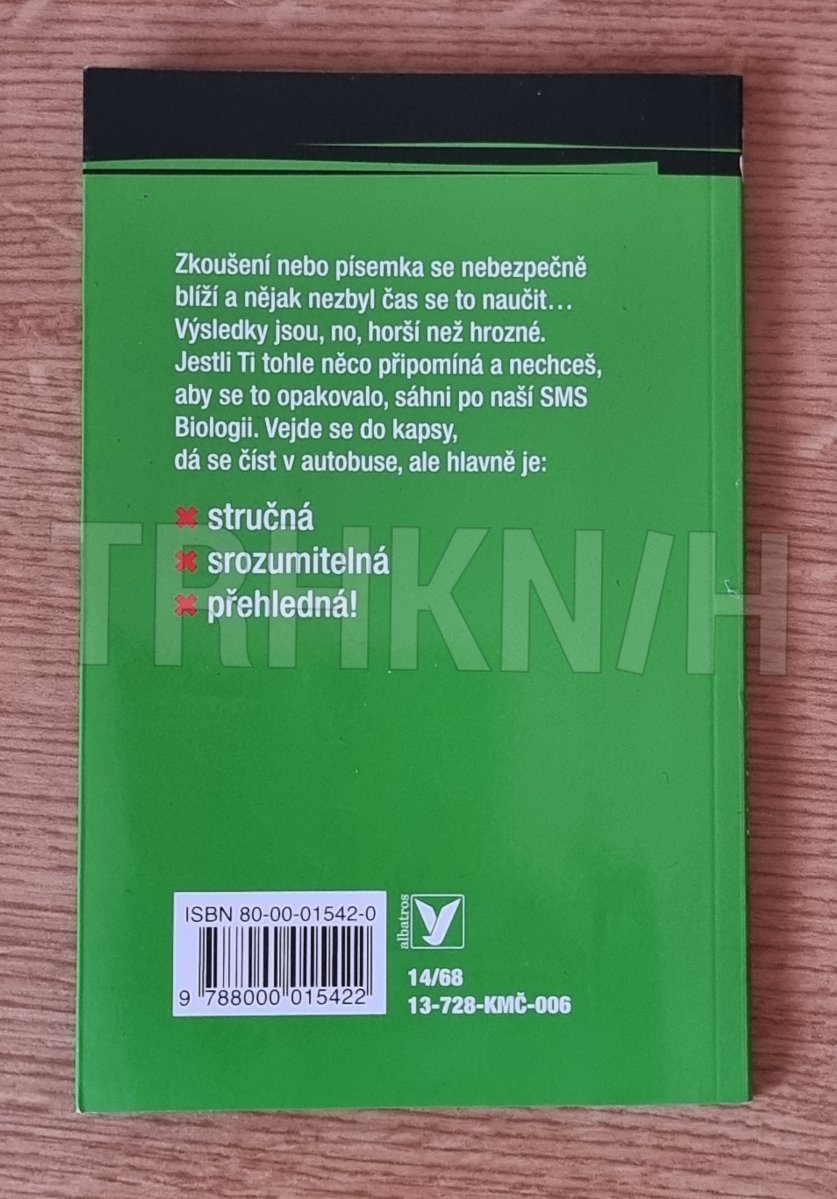 Zkoušení nebo písemka se nebezpečně
blíží a nějak nezbyl čas se to naučit…
Výsledky jsou, no, horší než hrozné.
Jestli Ti tohle něco připomíná a nechceš,
aby se to opakovalo, sáhni po naší SMS
Biologii. Vejde se do kapsy,
dá se číst v autobuse, ale hlavně je:
stručná
srozumitelná
přehledná!
TRHKN/H
ISBN 80-00-01542-0
9 788000 015422
albatros
14/68
13-728-KMČ-006